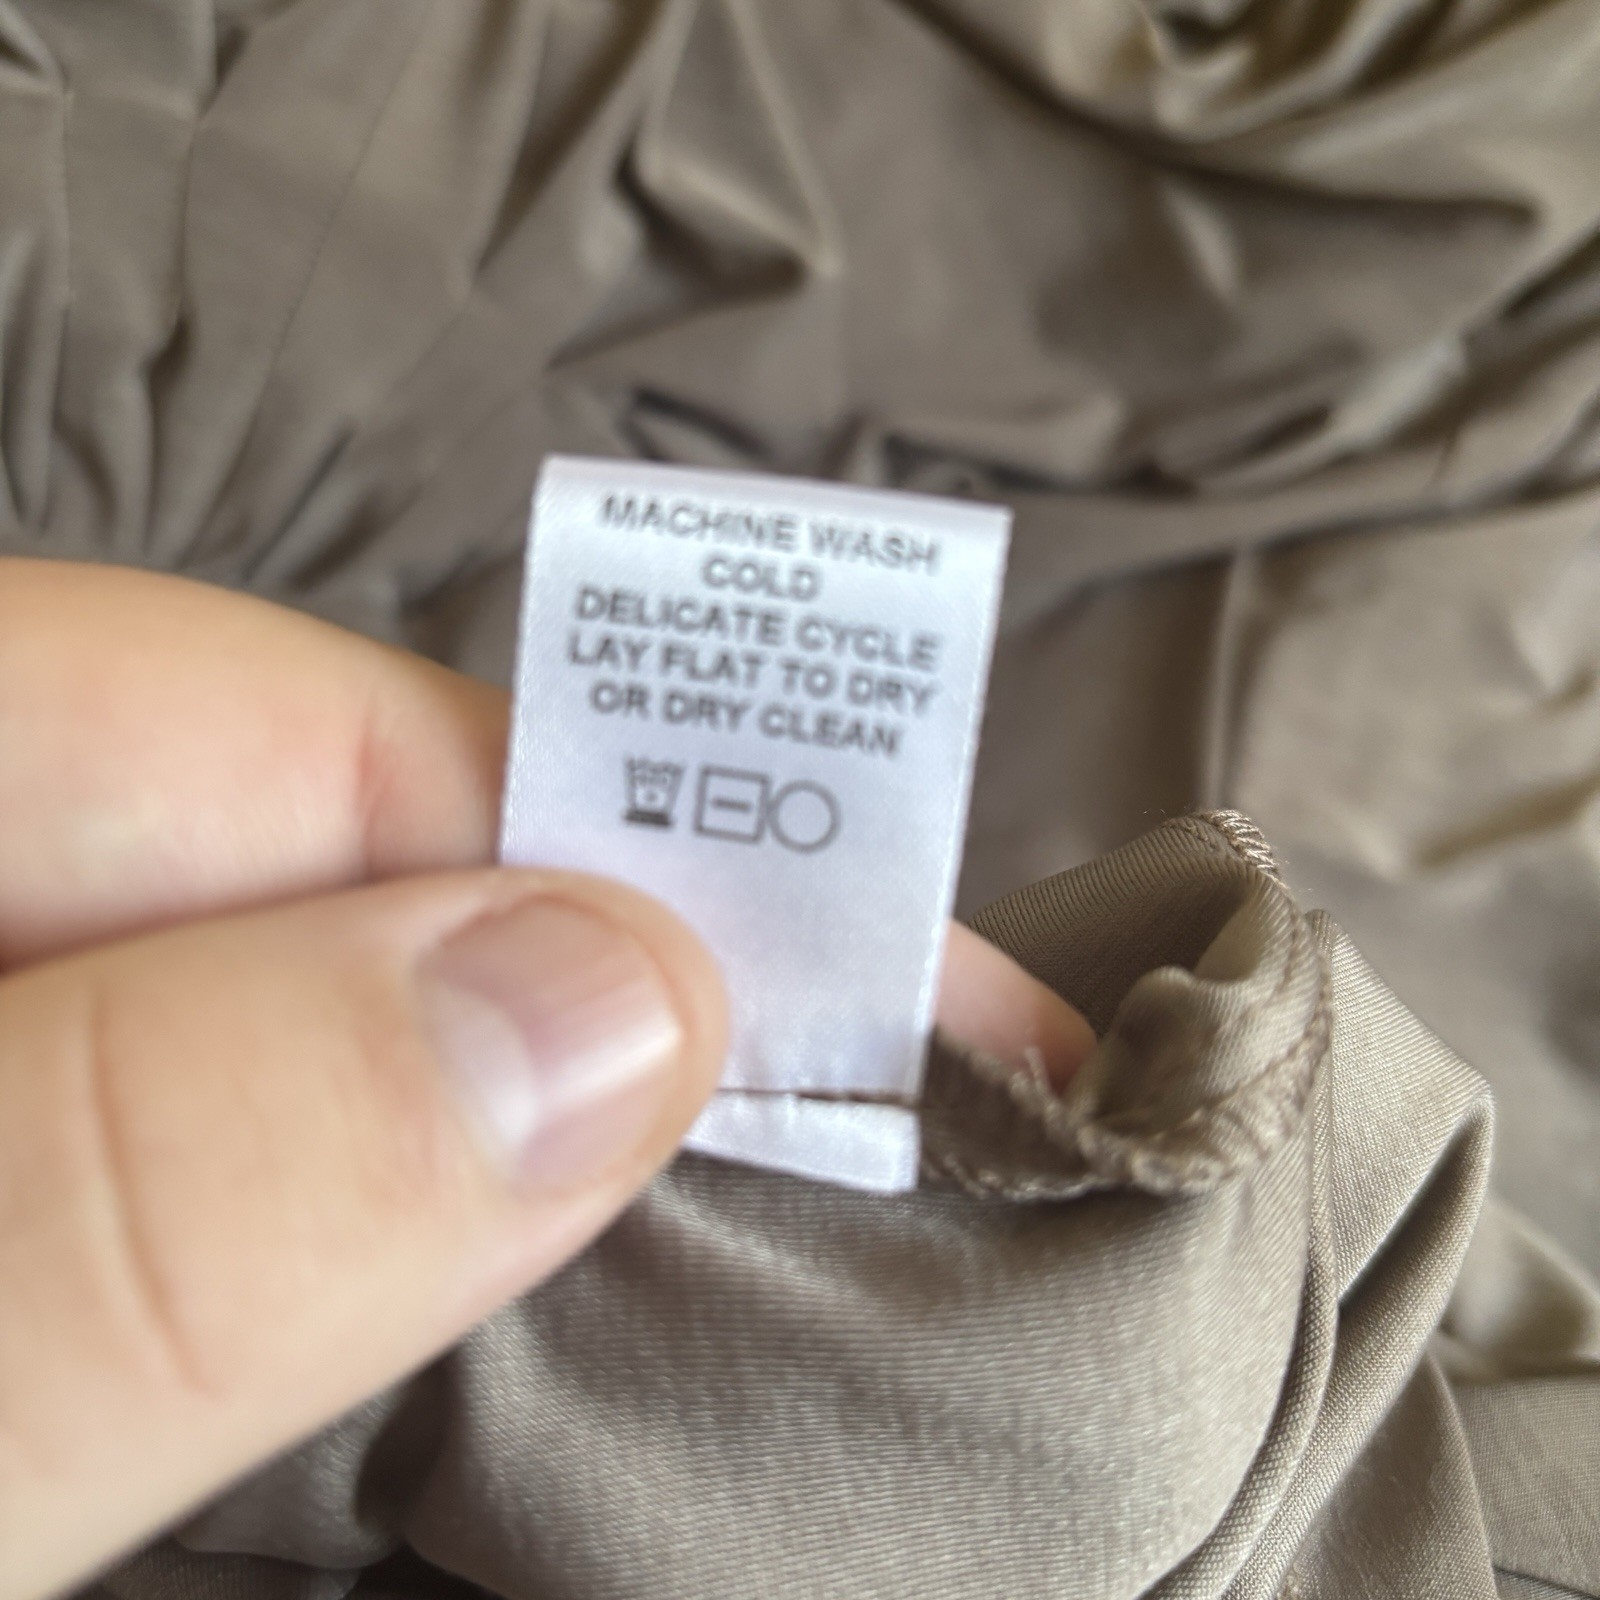 MACHINE WASH
COLD
DELICATE CYCLE
LAY FLAT TO DRY
OR DRY CLEAN